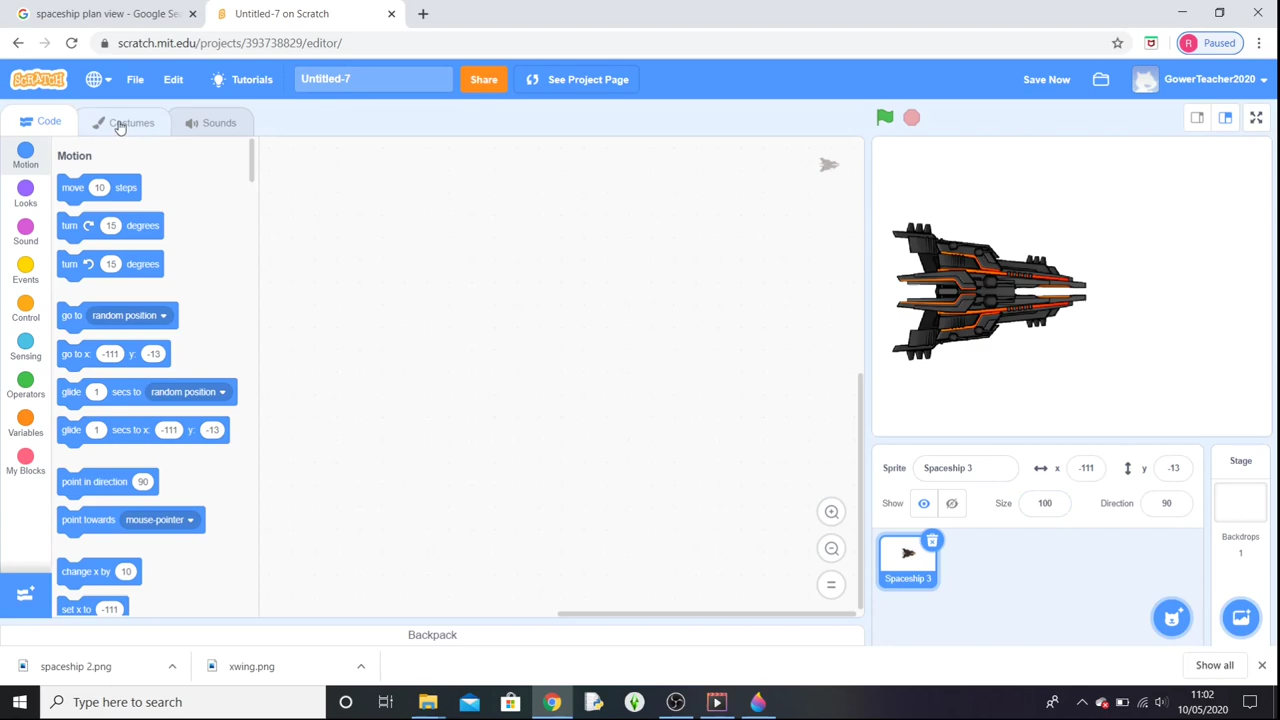 spaceship plan view - Google Se
Untitled-7 on Scratch
scratch.mit.edu/projects/393738829/editor/
R Paused
SCRATCH
File
Edit
Tutorials
Untitled-7
Share
See Project Page
Save Now
GowerTeacher2020
Code
Costumes
Sounds
Motion
Looks
Sound
Events
Control
Sensing
Operators
Variables
My Blocks
Motion
move 10 steps
turn 15 degrees
turn 15 degrees
go to random position
go to x: -111 y: -13
glide 1 secs to random position
glide 1 secs to x: -111 y: -13
point in direction 90
point towards mouse-pointer
change x by 10
set x to -111
Backpack
Sprite Spaceship 3 x -111 y -13
Show Size 100 Direction 90
Spaceship 3
Stage
Backdrops
1
spaceship 2.png
xwing.png
Show all
Type here to search
11:02
10/05/2020